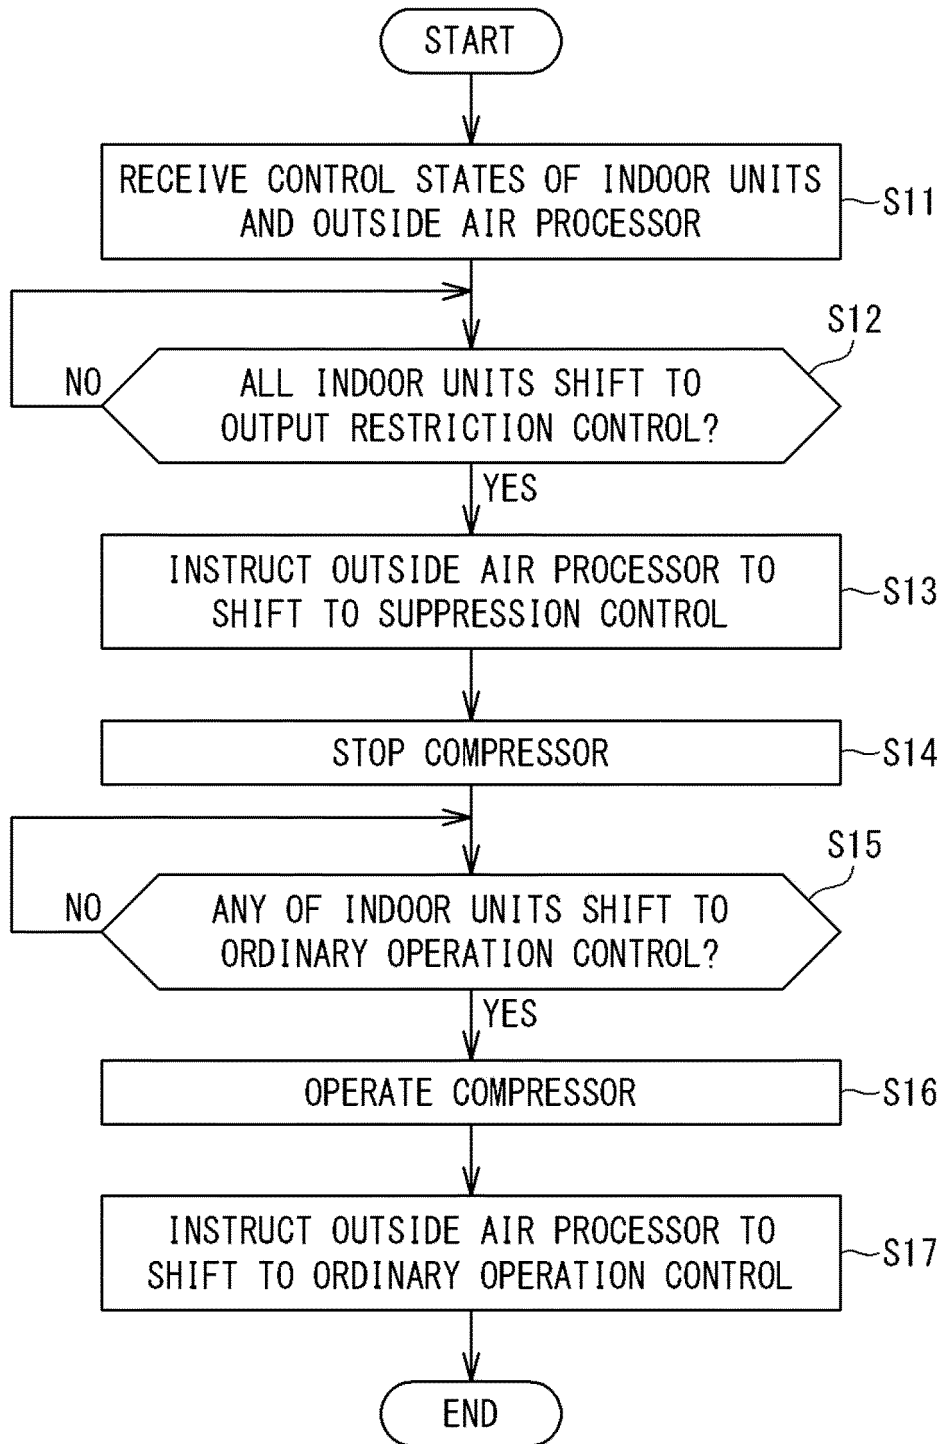 START
RECEIVE CONTROL STATES OF INDOOR UNITS
AND OUTSIDE AIR PROCESSOR
S11
S12
ALL INDOOR UNITS SHIFT TO
OUTPUT RESTRICTION CONTROL?
NO
YES
INSTRUCT OUTSIDE AIR PROCESSOR TO
SHIFT TO SUPPRESSION CONTROL
S13
STOP COMPRESSOR
S14
S15
ANY OF INDOOR UNITS SHIFT TO
ORDINARY OPERATION CONTROL?
NO
YES
OPERATE COMPRESSOR
S16
INSTRUCT OUTSIDE AIR PROCESSOR TO
SHIFT TO ORDINARY OPERATION CONTROL
S17
END